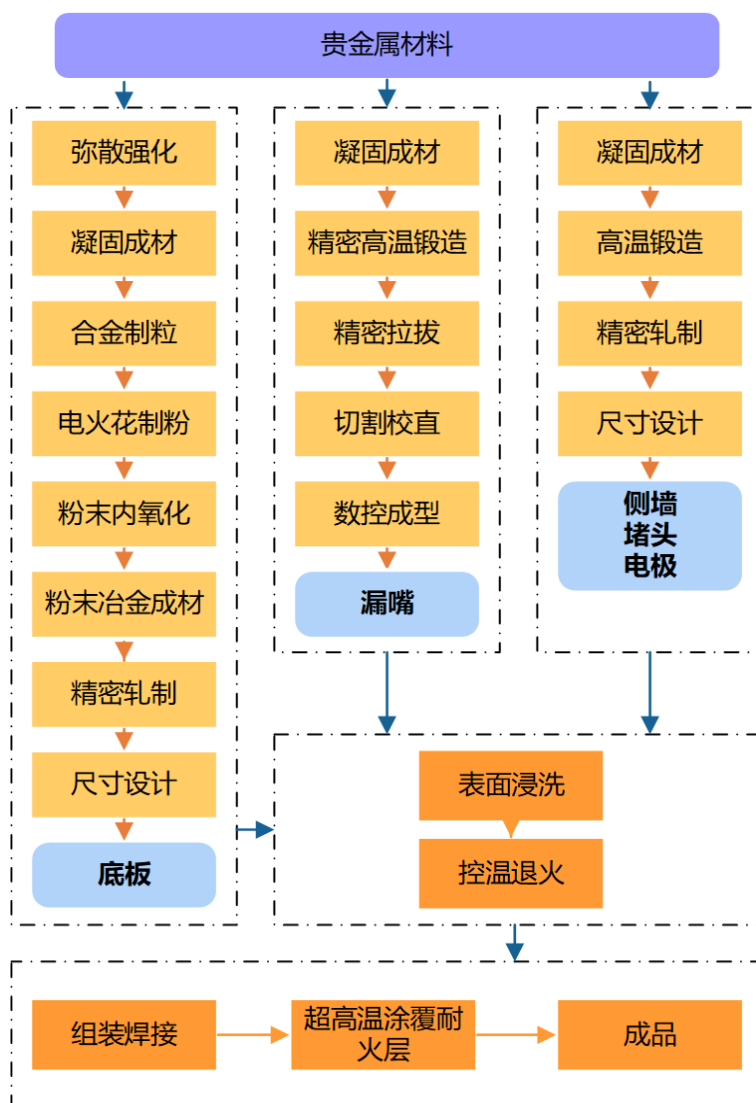 贵金属材料
弥散强化
凝固成材
合金制粒
电火花制粉
粉末内氧化
粉末冶金成材
精密轧制
尺寸设计
底板
凝固成材
精密高温锻造
精密拉拔
切割校直
数控成型
漏嘴
凝固成材
高温锻造
精密轧制
尺寸设计
侧墙
堵头
电极
表面浸洗
控温退火
组装焊接
超高温涂覆耐
火层
成品